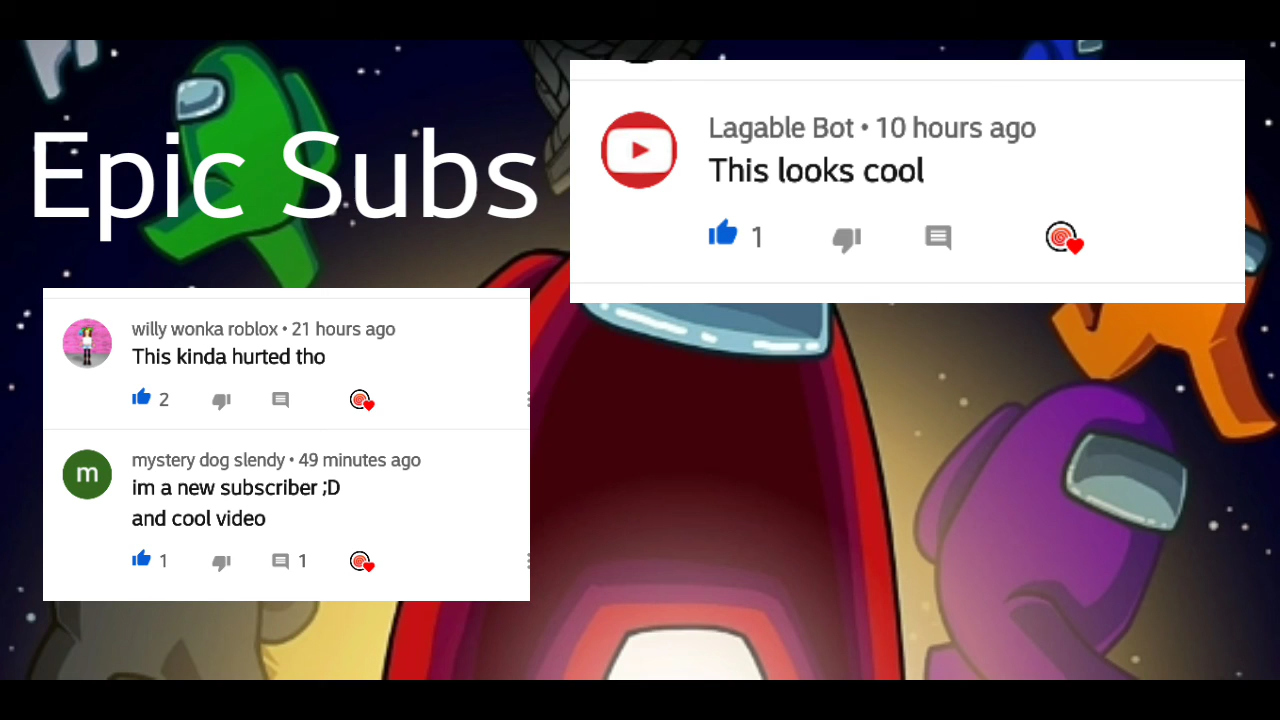 Epic Subs
Lagable Bot • 10 hours ago
This looks cool
1
willy wonka roblox • 21 hours ago
This kinda hurted tho
2
m
mystery dog slendy • 49 minutes ago
im a new subscriber ;D
and cool video
1 1